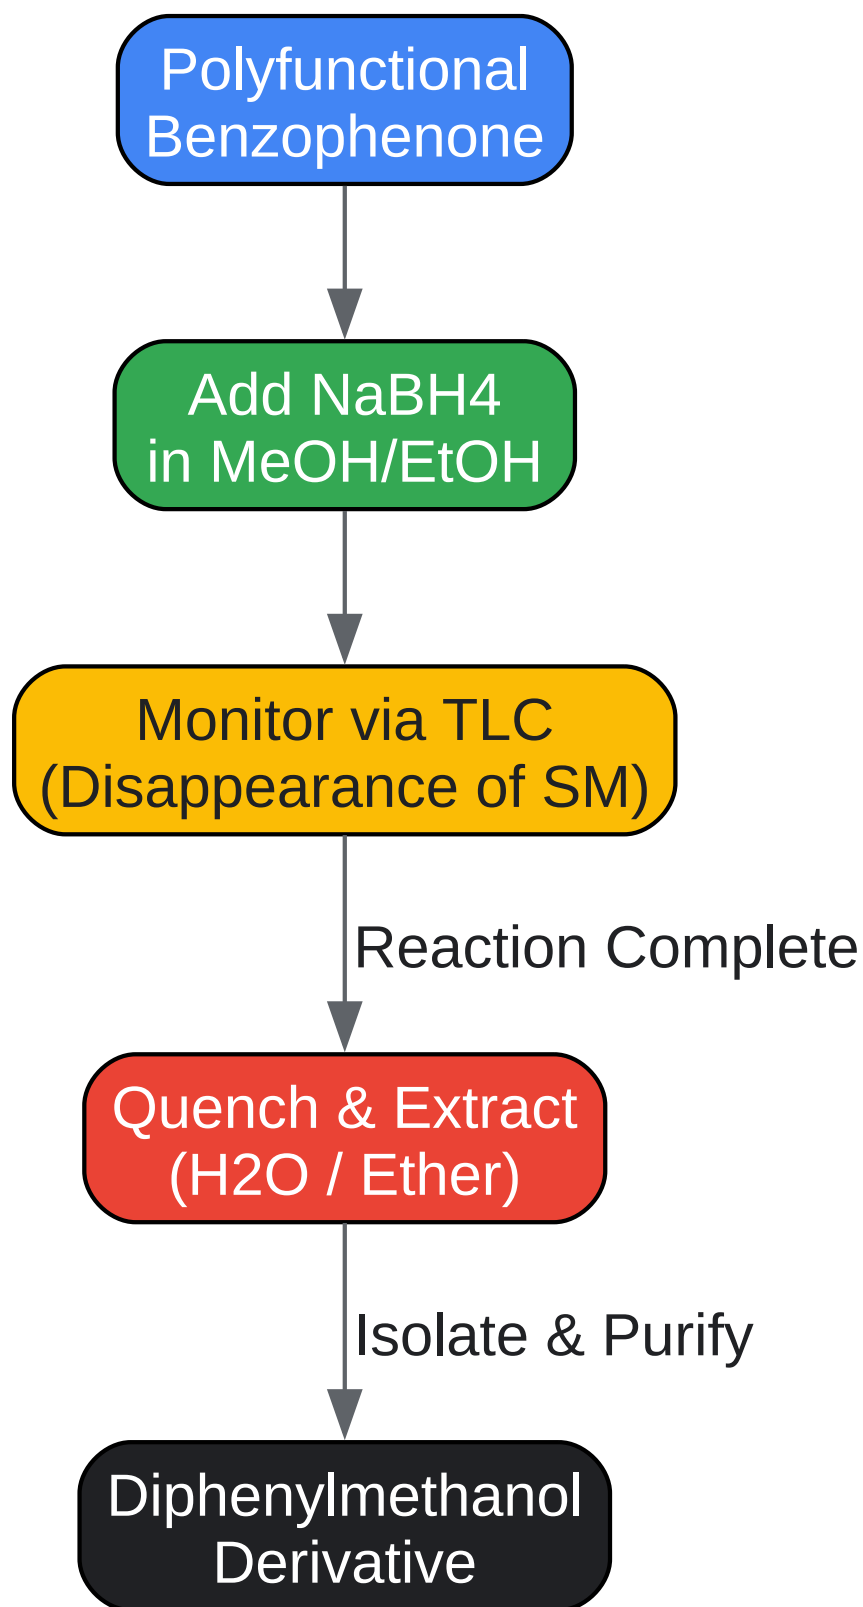 Polyfunctional
Benzophenone
Add NaBH4
in MeOH/EtOH
Monitor via TLC
(Disappearance of SM)
Reaction Complete
Quench & Extract
(H2O / Ether)
Isolate & Purify
Diphenylmethanol
Derivative